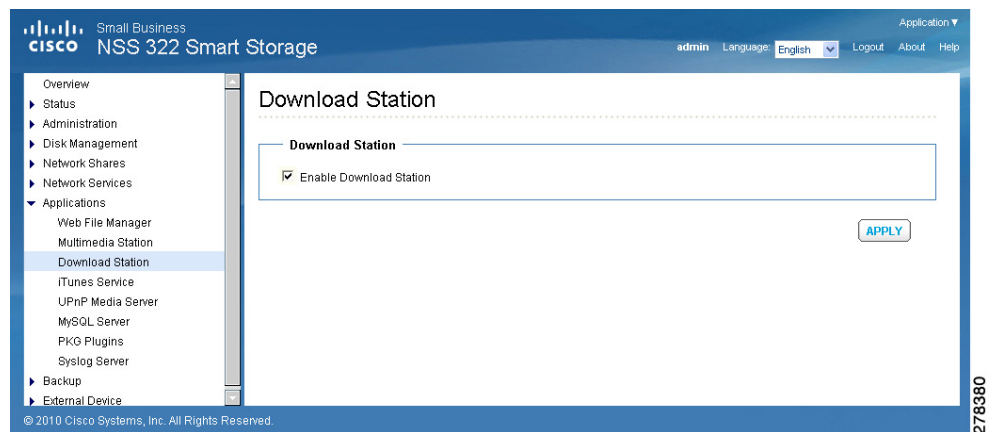 Small Business
CISCO NSS 322 Smart Storage
Application ▼
admin Language: English Logout About Help
Overview
Status
Administration
Disk Management
Network Shares
Network Services
Applications
Web File Manager
Multimedia Station
Download Station
iTunes Service
UPnP Media Server
MySQL Server
PKG Plugins
Syslog Server
Backup
External Device
Download Station
Download Station
Enable Download Station
APPLY
© 2010 Cisco Systems, Inc. All Rights Reserved.
278380